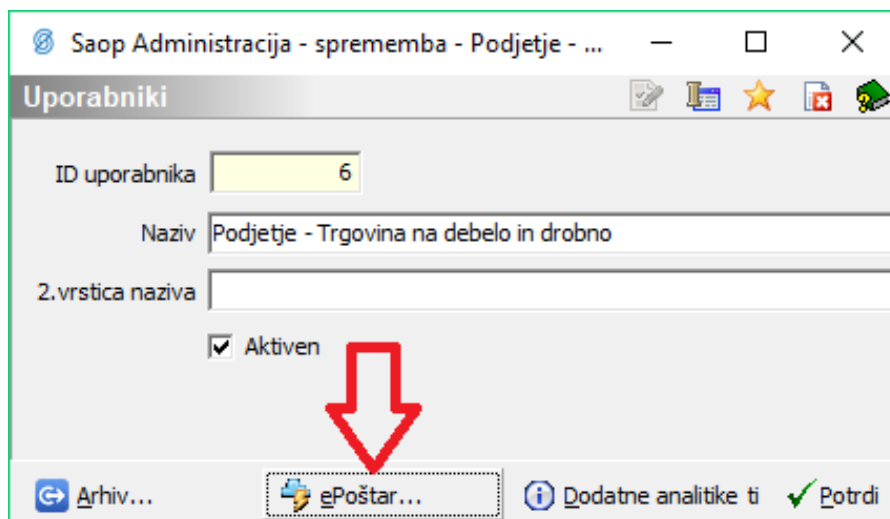 Saop Administracija - sprememba - Podjetje - ...
Uporabniki
ID uporabnika 6
Naziv Podjetje - Trgovina na debelo in drobno
2.vrstica naziva
Aktiven
Arhiv... ePoštar... Dodatne analitike ti Potrdi